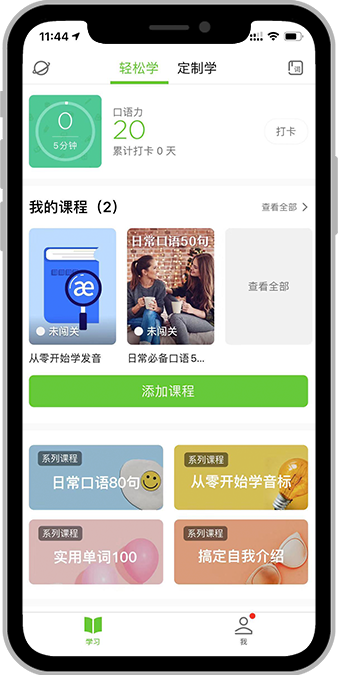 11:44
轻松学 定制学
词
0
5分钟
口语力
20
累计打卡 0 天
打卡
我的课程（2）
查看全部
æ
未闯关
从零开始学发音
日常口语50句
未闯关
日常必备口语5...
查看全部
添加课程
系列课程
日常口语80句
系列课程
从零开始学音标
系列课程
实用单词100
系列课程
搞定自我介绍
学习
我